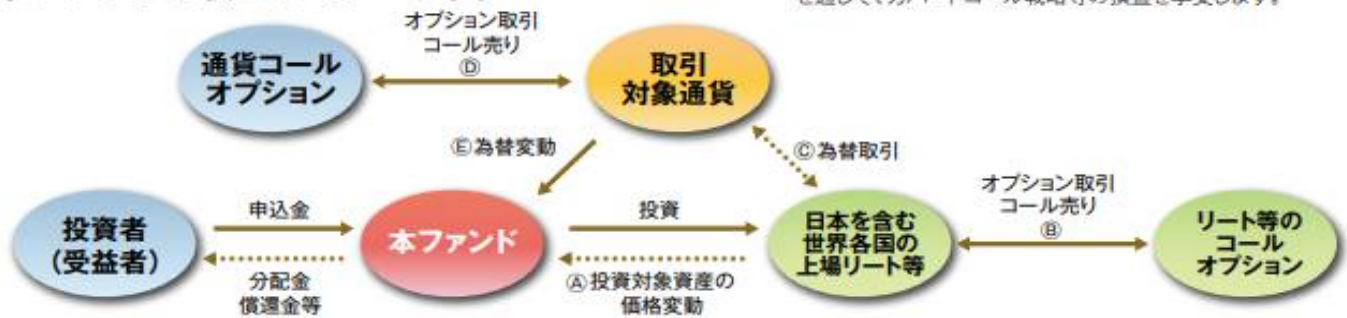 オプション取引
コール売り
Ⓓ
通貨コール
オプション
取引
対象通貨
Ⓔ為替変動
Ⓒ為替取引
オプション取引
コール売り
Ⓑ
投資者
(受益者)
申込金
分配金
償還金等
本ファンド
投資
Ⓐ投資対象資産の
価格変動
日本を含む
世界各国の
上場リート等
リート等の
コール
オプション